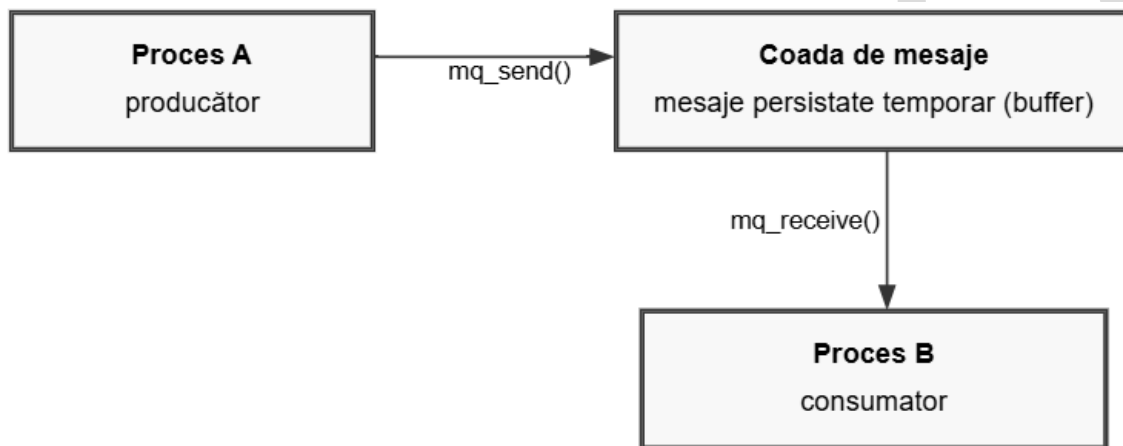 Proces A
producător
mq_send()
Coada de mesaje
mesaje persistate temporar (buffer)
mq_receive()
Proces B
consumator